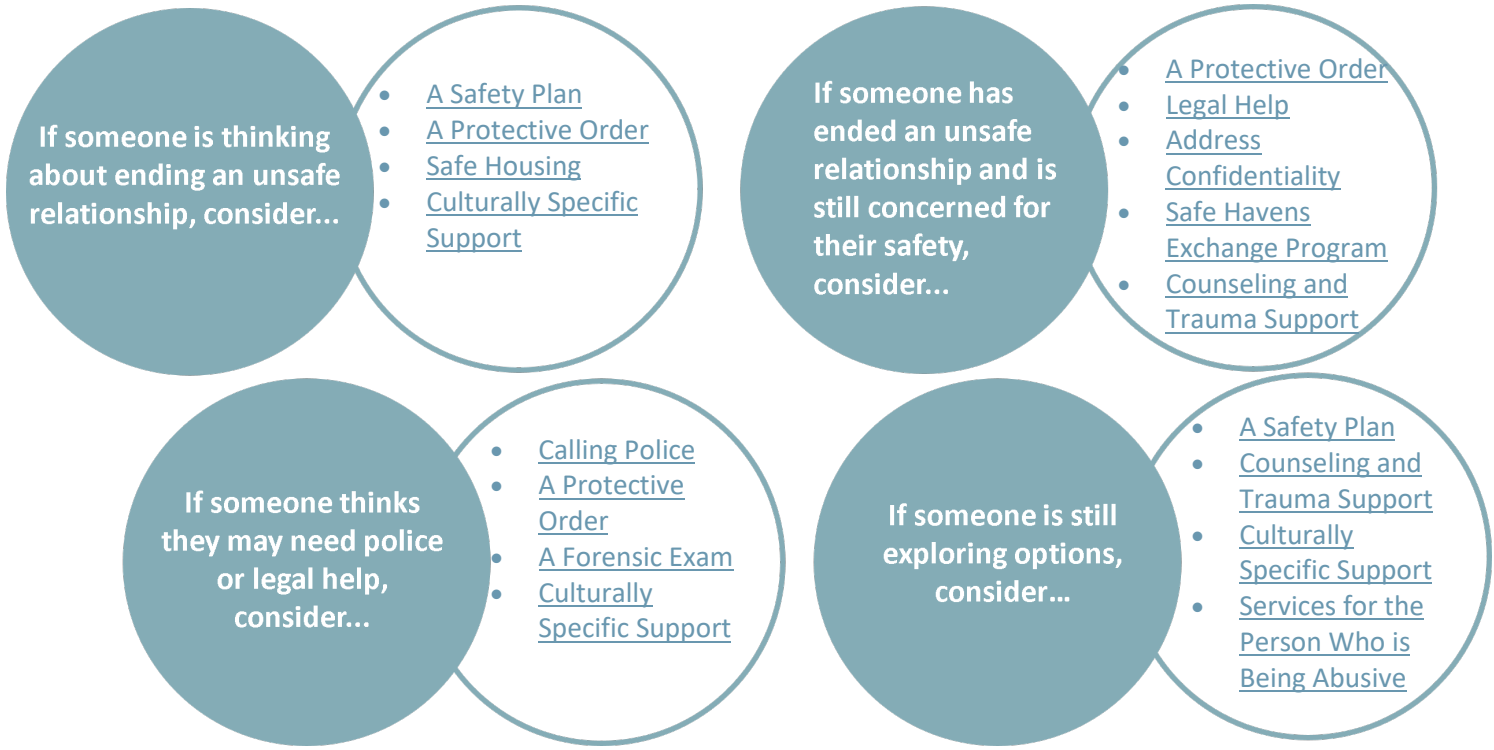 If someone is thinking
about ending an unsafe
relationship, consider...
• A Safety Plan
• A Protective Order
• Safe Housing
• Culturally Specific
Support
If someone has
ended an unsafe
relationship and is
still concerned for
their safety,
consider...
• A Protective Order
• Legal Help
• Address
Confidentiality
• Safe Havens
Exchange Program
• Counseling and
Trauma Support
If someone thinks
they may need police
or legal help,
consider...
• Calling Police
• A Protective
Order
• A Forensic Exam
• Culturally
Specific Support
If someone is still
exploring options,
consider...
• A Safety Plan
• Counseling and
Trauma Support
• Culturally
Specific Support
• Services for the
Person Who is
Being Abusive